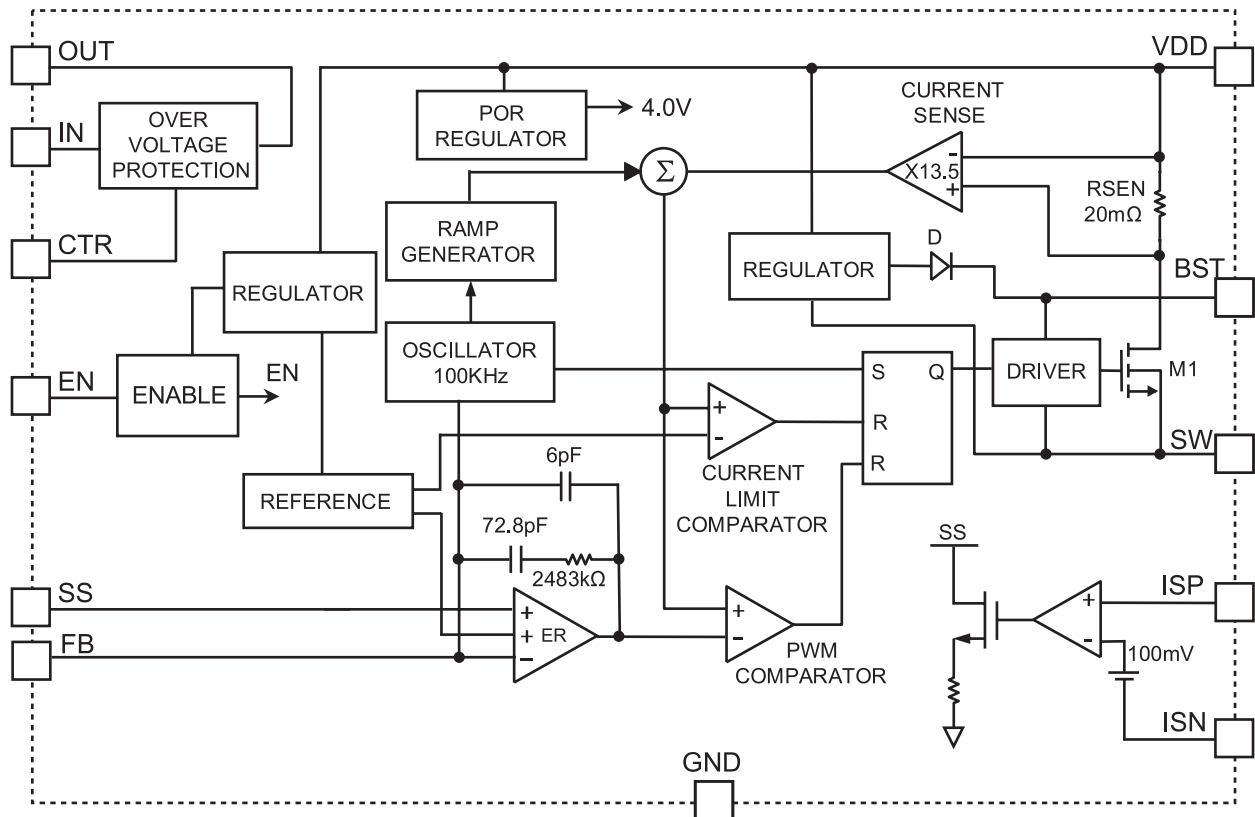 OUT
VDD
IN
OVER
VOLTAGE
PROTECTION
POR
REGULATOR
4.0V
CURRENT
SENSE
-
X13.5
+
Σ
RSEN
20mΩ
CTR
RAMP
GENERATOR
REGULATOR
REGULATOR
D
BST
OSCILLATOR
100KHz
EN
ENABLE
EN
S
Q
R
R
DRIVER
M1
SW
+
-
CURRENT
LIMIT
COMPARATOR
REFERENCE
6pF
72.8pF
2483kΩ
SS
FB
+
+
−
ER
+
−
PWM
COMPARATOR
SS
ISP
+
-
100mV
ISN
GND